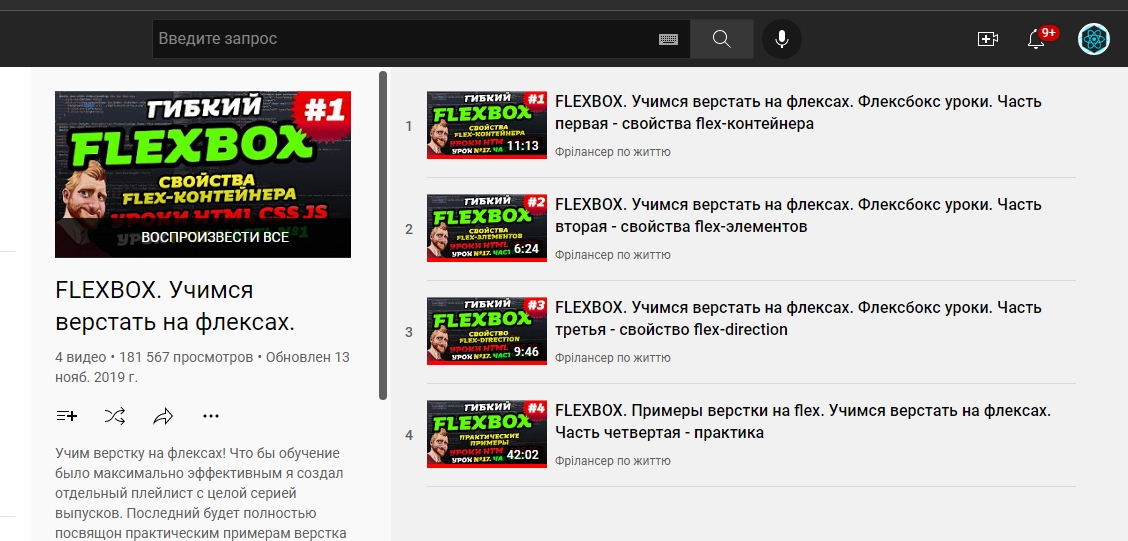 Введите запрос
9+
ГИБКИЙ
#1
FLEXBOX
СВОЙСТВА
FLEX-КОНТЕЙНЕРА
УРОКИ HTML CSS JS
ВОСПРОИЗВЕСТИ ВСЕ
FLEXBOX. Учимся
верстать на флексах.
4 видео • 181 567 просмотров • Обновлен 13
нояб. 2019 г.
Учим верстку на флексах! Что бы обучение
было максимально эффективным я создал
отдельный плейлист с целой серией
выпусков. Последний будет полностью
посвящон практическим примерам верстка
1
ГИБКИЙ
#1
FLEXBOX
СВОЙСТВА
FLEX-КОНТЕЙНЕРА
УРОКИ HTM
УРОК №17. ЧА
11:13
FLEXBOX. Учимся верстать на флексах. Флексбокс уроки. Часть
первая - свойства flex-контейнера
Фрілансер по життю
2
ГИБКИЙ
#2
FLEXBOX
СВОЙСТВА
FLEX-ЭЛЕМЕНТОВ
УРОКИ HTML
УРОК №17. ЧАСТ
6:24
FLEXBOX. Учимся верстать на флексах. Флексбокс уроки. Часть
вторая - свойства flex-элементов
Фрілансер по життю
3
ГИБКИЙ
#3
FLEXBOX
СВОЙСТВО
FLEX-DIRECTION
УРОКИ HTML
УРОК №17. ЧАСТ
9:46
FLEXBOX. Учимся верстать на флексах. Флексбокс уроки. Часть
третья - свойство flex-direction
Фрілансер по життю
4
ГИБКИЙ
#4
FLEXBOX
ПРАКТИЧЕСКИЕ
ПРИМЕРЫ
УРОКИ HTM
УРОК №17. ЧА
42:02
FLEXBOX. Примеры верстки на flex. Учимся верстать на флексах.
Часть четвертая - практика
Фрілансер по життю